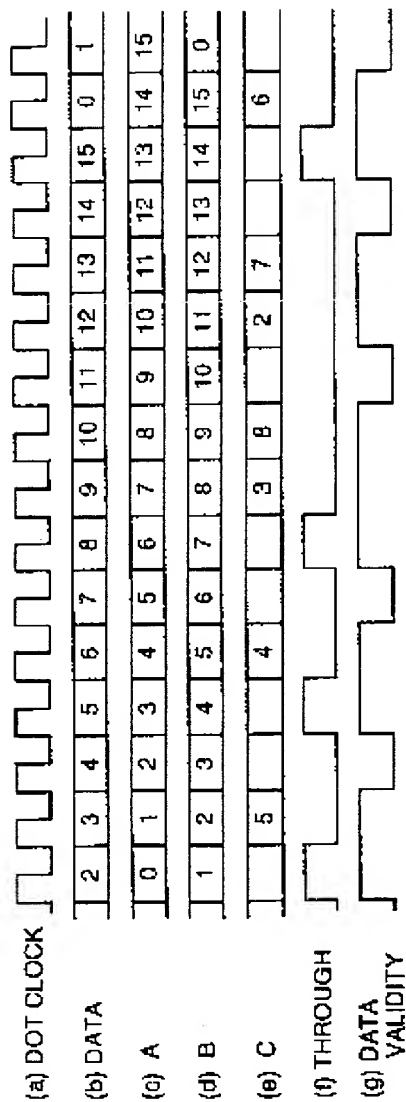 (a) DOT CLOCK
(b) DATA 2 3 4 5 6 7 8 9 10 11 12 13 14 15 0 1
(c) A 0 1 2 3 4 5 6 7 8 9 10 11 12 13 14 15
(d) B 1 2 3 4 5 6 7 8 9 10 11 12 13 14 15 0
(e) C 5 4 3 8 2 7 6
(f) THROUGH
(g) DATA
VALIDITY